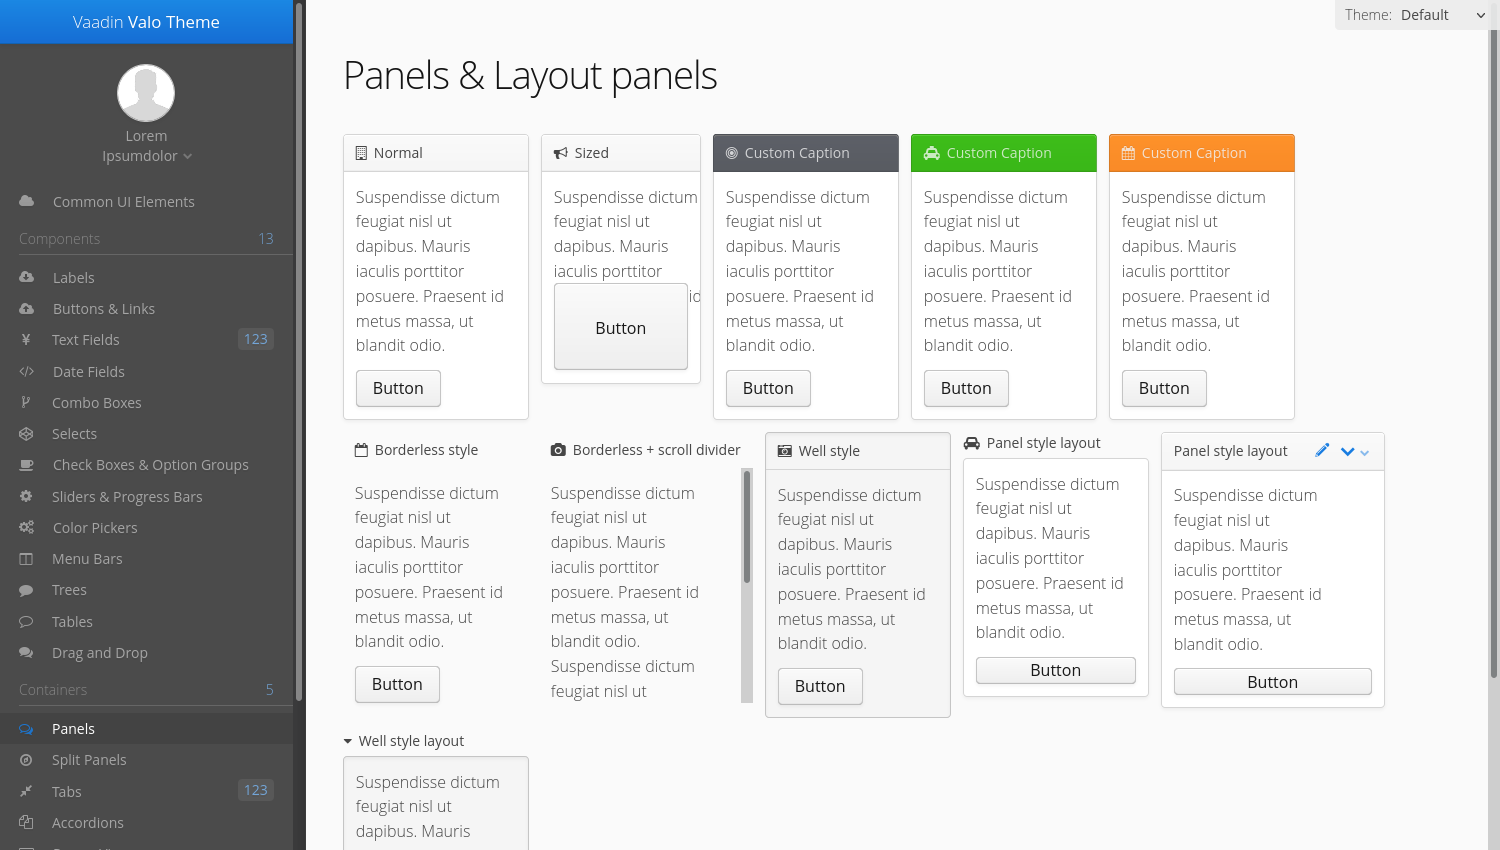 Vaadin Valo Theme
Lorem
Ipsumdolor
Common UI Elements
Components 13
Labels
Buttons & Links
Text Fields 123
Date Fields
Combo Boxes
Selects
Check Boxes & Option Groups
Sliders & Progress Bars
Color Pickers
Menu Bars
Trees
Tables
Drag and Drop
Containers 5
Panels
Split Panels
Tabs 123
Accordions
Theme: Default
Panels & Layout panels
Normal
Suspendisse dictum
feugiat nisl ut
dapibus. Mauris
iaculis porttitor
posuere. Praesent id
metus massa, ut
blandit odio.
Button
Sized
Suspendisse dictum
feugiat nisl ut
dapibus. Mauris
iaculis porttitor
id
Button
Custom Caption
Suspendisse dictum
feugiat nisl ut
dapibus. Mauris
iaculis porttitor
posuere. Praesent id
metus massa, ut
blandit odio.
Button
Custom Caption
Suspendisse dictum
feugiat nisl ut
dapibus. Mauris
iaculis porttitor
posuere. Praesent id
metus massa, ut
blandit odio.
Button
Custom Caption
Suspendisse dictum
feugiat nisl ut
dapibus. Mauris
iaculis porttitor
posuere. Praesent id
metus massa, ut
blandit odio.
Button
Borderless style
Suspendisse dictum
feugiat nisl ut
dapibus. Mauris
iaculis porttitor
posuere. Praesent id
metus massa, ut
blandit odio.
Button
Borderless + scroll divider
Suspendisse dictum
feugiat nisl ut
dapibus. Mauris
iaculis porttitor
posuere. Praesent id
metus massa, ut
blandit odio.
Suspendisse dictum
feugiat nisl ut
Well style
Suspendisse dictum
feugiat nisl ut
dapibus. Mauris
iaculis porttitor
posuere. Praesent id
metus massa, ut
blandit odio.
Button
Panel style layout
Suspendisse dictum
feugiat nisl ut
dapibus. Mauris
iaculis porttitor
posuere. Praesent id
metus massa, ut
blandit odio.
Button
Panel style layout
Suspendisse dictum
feugiat nisl ut
dapibus. Mauris
iaculis porttitor
posuere. Praesent id
metus massa, ut
blandit odio.
Button
Well style layout
Suspendisse dictum
feugiat nisl ut
dapibus. Mauris